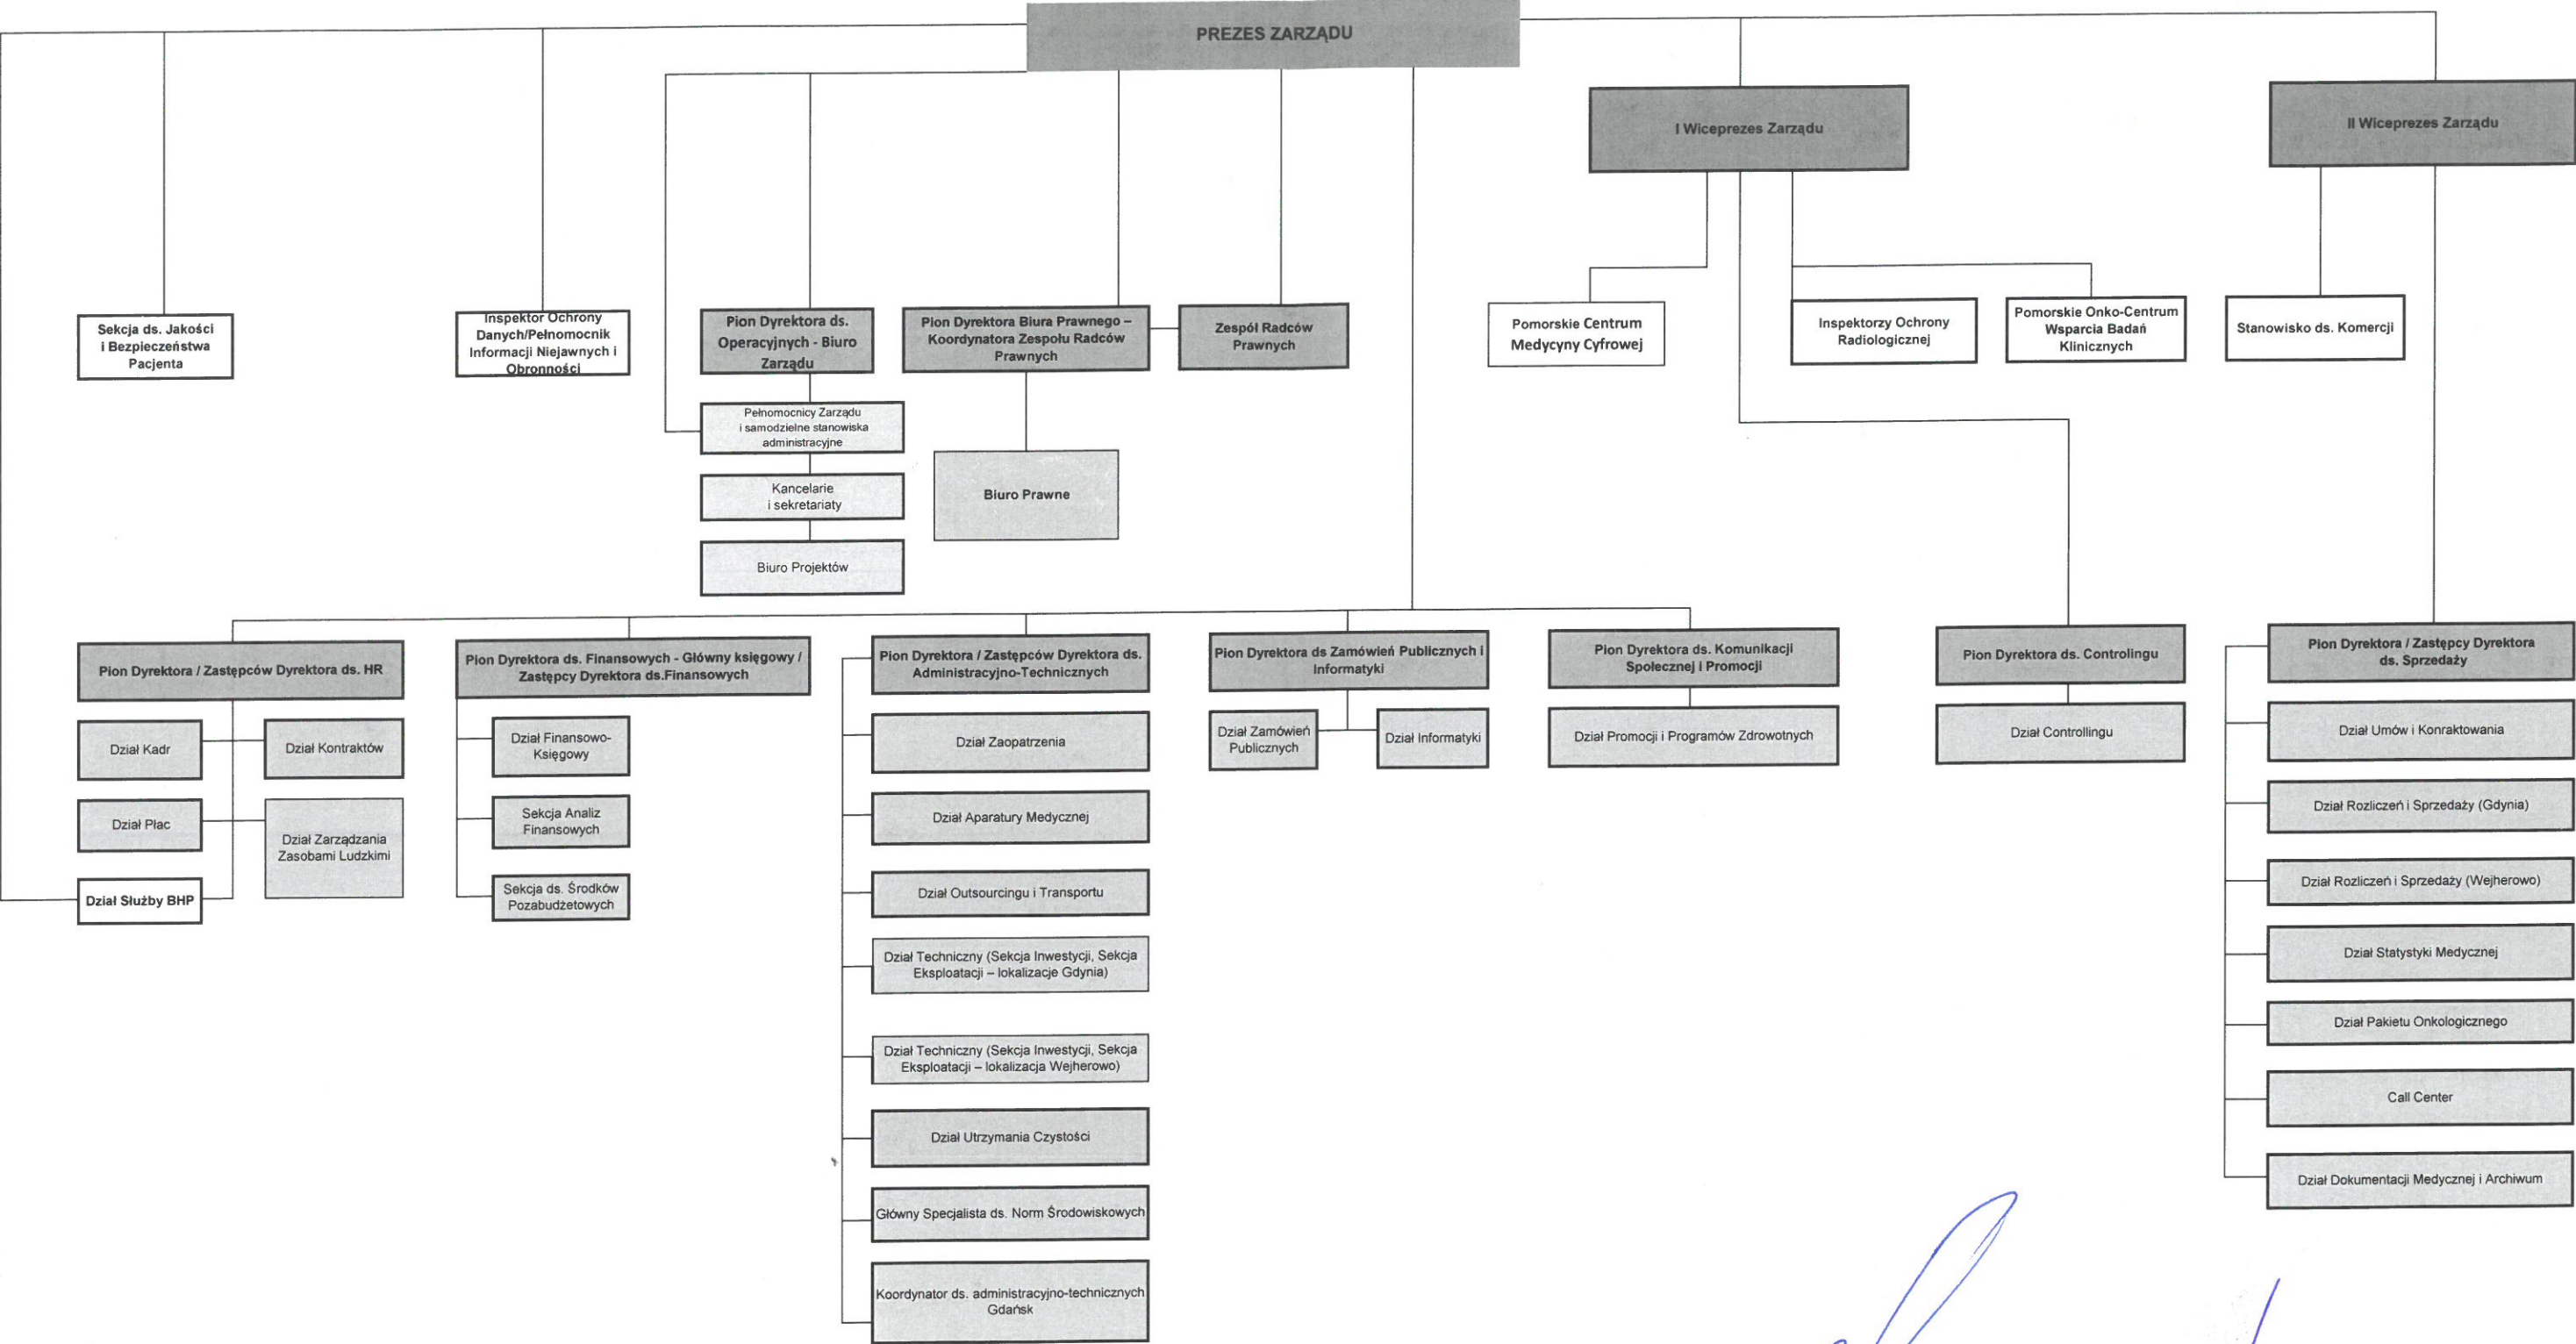 PREZES ZARZĄDU
I Wiceprezes Zarządu
II Wiceprezes Zarządu
Sekcja ds. Jakości
i Bezpieczeństwa
Pacjenta
Inspektor Ochrony
Danych/Pełnomocnik
Informacji Niejawnych i
Obronności
Pion Dyrektora ds.
Operacyjnych - Biuro
Zarządu
Pion Dyrektora Biura Prawnego –
Koordynatora Zespołu Radców
Prawnych
Zespół Radców
Prawnych
Pomorskie Centrum
Medycyny Cyfrowej
Inspektorzy Ochrony
Radiologicznej
Pomorskie Onko-Centrum
Wsparcia Badań
Klinicznych
Stanowisko ds. Komercji
Pełnomocnicy Zarządu
i samodzielne stanowiska
administracyjne
Kancelarie
i sekretariaty
Biuro Projektów
Biuro Prawne
Pion Dyrektora / Zastępców Dyrektora ds. HR
Dział Kadr
Dział Kontraktów
Dział Płac
Dział Zarządzania
Zasobami Ludzkimi
Dział Służby BHP
Pion Dyrektora ds. Finansowych - Główny księgowy /
Zastępcy Dyrektora ds.Finansowych
Dział Finansowo-
Księgowy
Sekcja Analiz
Finansowych
Sekcja ds. Środków
Pozabudżetowych
Pion Dyrektora / Zastępców Dyrektora ds.
Administracyjno-Technicznych
Dział Zaopatrzenia
Dział Aparatury Medycznej
Dział Outsourcingu i Transportu
Dział Techniczny (Sekcja Inwestycji, Sekcja
Eksploatacji – lokalizacje Gdynia)
Dział Techniczny (Sekcja Inwestycji, Sekcja
Eksploatacji – lokalizacja Wejherowo)
Dział Utrzymania Czystości
Główny Specjalista ds. Norm Środowiskowych
Koordynator ds. administracyjno-technicznych
Gdańsk
Pion Dyrektora ds Zamówień Publicznych i
Informatyki
Dział Zamówień
Publicznych
Dział Informatyki
Pion Dyrektora ds. Komunikacji
Społecznej i Promocji
Dział Promocji i Programów Zdrowotnych
Pion Dyrektora ds. Controlingu
Dział Controllingu
Pion Dyrektora / Zastępcy Dyrektora
ds. Sprzedaży
Dział Umów i Konraktowania
Dział Rozliczeń i Sprzedaży (Gdynia)
Dział Rozliczeń i Sprzedaży (Wejherowo)
Dział Statystyki Medycznej
Dział Pakietu Onkologicznego
Call Center
Dział Dokumentacji Medycznej i Archiwum